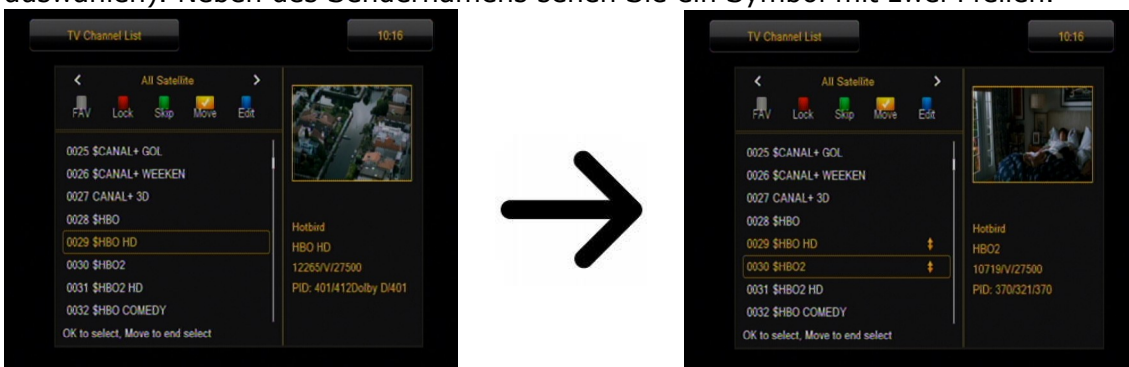 auswählen). Neben des Sendernamens sehen Sie ein Symbol mit zwei Pfeilen.
TV Channel List
10:16
All Satellite
FAV Lock Skip Move Edit
0025 $CANAL+ GOL
0026 $CANAL+ WEEKEN
0027 CANAL+ 3D
0028 $HBO
0029 $HBO HD
0030 $HBO2
0031 $HBO2 HD
0032 $HBO COMEDY
OK to select, Move to end select
Hotbird
HBO HD
12265/V/27500
PID: 401/412Dolby D/401
TV Channel List
10:16
All Satellite
FAV Lock Skip Move Edit
0025 $CANAL+ GOL
0026 $CANAL+ WEEKEN
0027 CANAL+ 3D
0028 $HBO
0029 $HBO HD
0030 $HBO2
0031 $HBO2 HD
0032 $HBO COMEDY
OK to select, Move to end select
Hotbird
HBO2
10719/V/27500
PID: 370/321/370